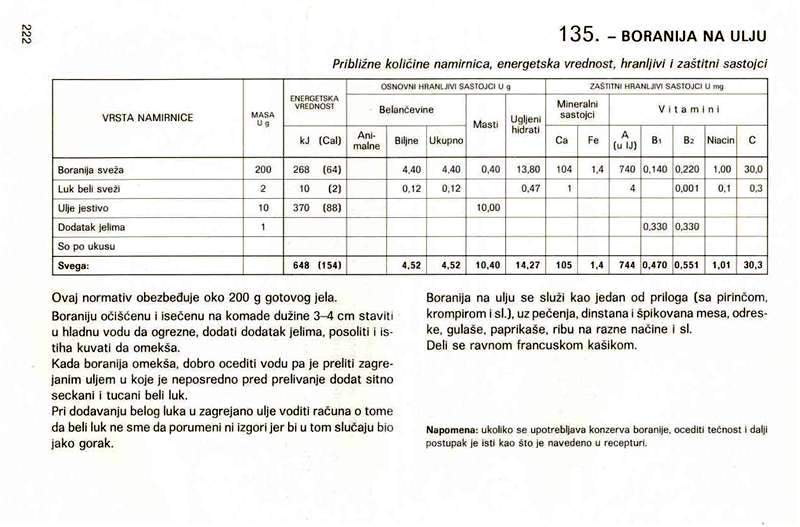 222
135. – BORANIJA NA ULJU
Približne količine namirnica, energetska vrednost, hranljivi i zaštitni sastojci
VRSTA NAMIRNICE MASA U g ENERGETSKA VREDNOST OSNOVNI HRANLJIVI SASTOJCI U g ZAŠTITNI HRANLJIVI SASTOJCI U mg
Belančevine Masti Ugljeni hidrati Mineralni sastojci Vitamini
kJ (Cal) Ani-malne Biljne Ukupno Ca Fe A (u IJ) B1 B2 Niacin C
Boranija sveža 200 268 (64) 4,40 4,40 0,40 13,80 104 1,4 740 0,140 0,220 1,00 30,0
Luk beli sveži 2 10 (2) 0,12 0,12 0,47 1 4 0,001 0,1 0,3
Ulje jestivo 10 370 (88) 10,00
Dodatak jelima 1 0,330 0,330
So po ukusu
Svega: 648 (154) 4,52 4,52 10,40 14,27 105 1,4 744 0,470 0,551 1,01 30,3
Ovaj normativ obezbeđuje oko 200 g gotovog jela.
Boraniju očišćenu i isečenu na komade dužine 3–4 cm staviti
u hladnu vodu da ogrezne, dodati dodatak jelima, posoliti i is-
tiha kuvati da omekša.
Kada boranija omekša, dobro ocediti vodu pa je preliti zagre-
janim uljem u koje je neposredno pred prelivanje dodat sitno
seckani i tucani beli luk.
Pri dodavanju belog luka u zagrejano ulje voditi računa o tome
da beli luk ne sme da porumeni ni izgori jer bi u tom slučaju bio
jako gorak.
Boranija na ulju se služi kao jedan od priloga (sa pirinčom,
krompirom i sl.), uz pečenja, dinstana i špikovana mesa, odres-
ke, gulaše, paprikaše, ribu na razne načine i sl.
Deli se ravnom francuskom kašikom.
Napomena: ukoliko se upotrebljava konzerva boranije, ocediti tečnost i dalji
postupak je isti kao što je navedeno u recepturi.